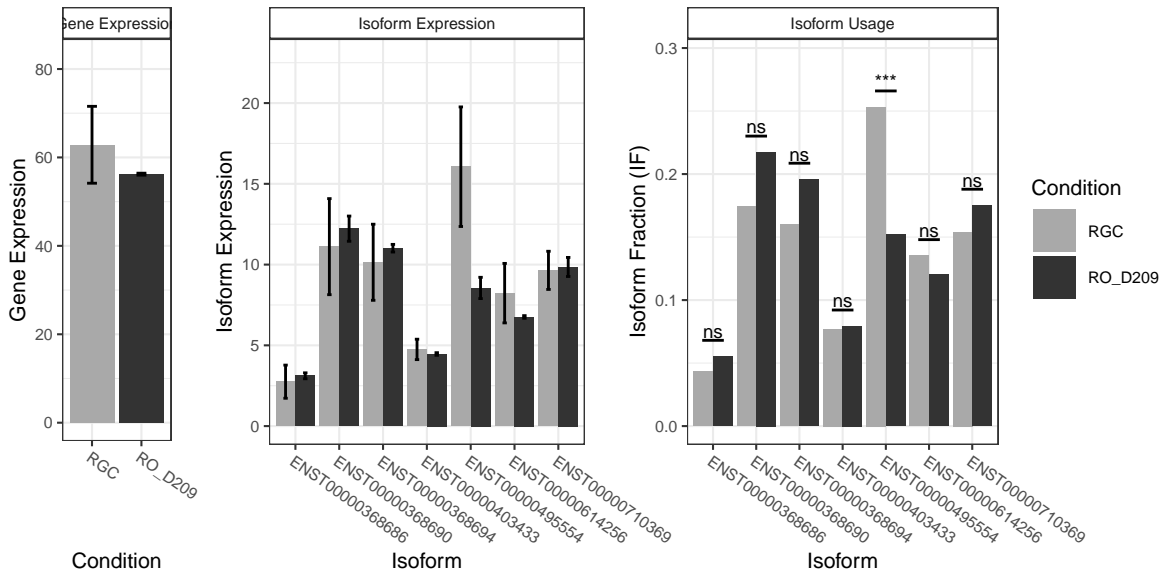 Gene Expression
Isoform Expression
Isoform Usage
Gene Expression
80
60
40
20
0
RGC
RO_D209
Condition
Isoform Expression
20
15
10
5
0
ENST00000368686
ENST00000368690
ENST00000368694
ENST00000403433
ENST00000495554
ENST00000614256
ENST00000710369
Isoform
Isoform Fraction (IF)
0.3
0.2
0.1
0.0
ns
ns
ns
ns
***
ns
ns
ENST00000368686
ENST00000368690
ENST00000368694
ENST00000403433
ENST00000495554
ENST00000614256
ENST00000710369
Isoform
Condition
RGC
RO_D209